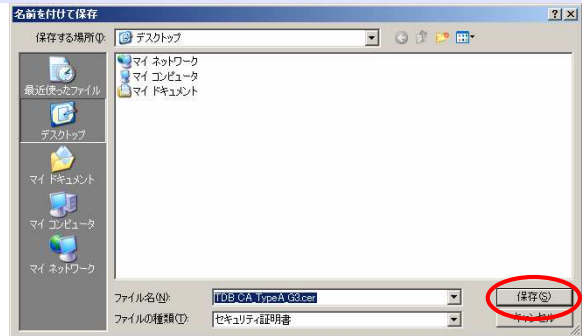 名前を付けて保存
保存する場所(I):
デスクトップ
最近使ったファイル
デスクトップ
マイ ドキュメント
マイ コンピュータ
マイ ネットワーク
マイ ネットワーク
マイ コンピュータ
マイ ドキュメント
ファイル名(N):
TDB CA TypeA G3.cer
保存(S)
ファイルの種類(T):
セキュリティ証明書
キャンセル